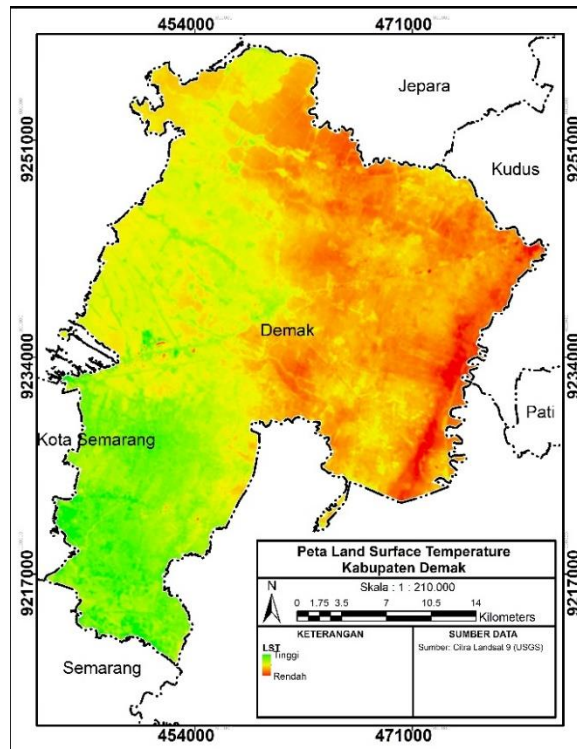 454000
471000
9251000
9251000
Jepara
Kudus
Demak
9234000
9234000
Pati
Kota Semarang
9217000
9217000
Semarang
Peta Land Surface Temperature
Kabupaten Demak
Skala : 1 : 210.000
N
0 1.75 3.5 7 10.5 14
Kilometers
KETERANGAN
SUMBER DATA
LST
Tinggi
Rendah
Sumber: Citra Landsat 9 (USGS)
454000
471000